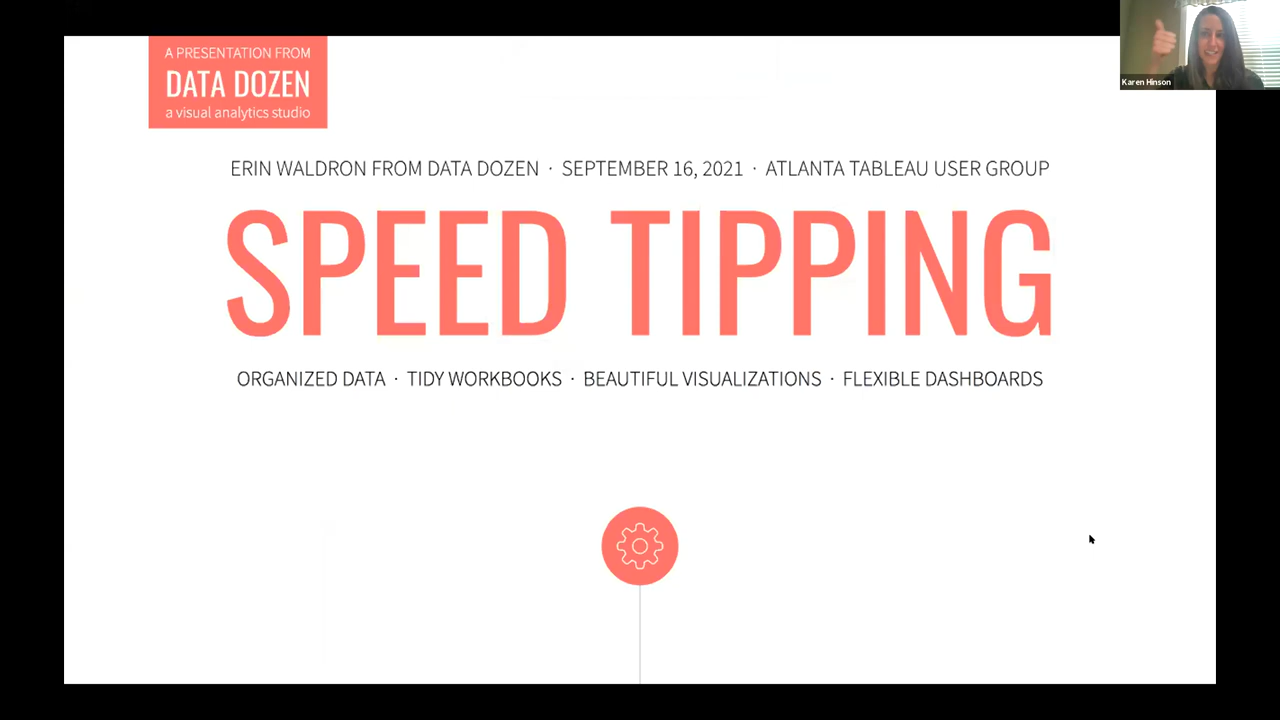 A PRESENTATION FROM
DATA DOZEN
a visual analytics studio
Karen Hinson
ERIN WALDRON FROM DATA DOZEN · SEPTEMBER 16, 2021 · ATLANTA TABLEAU USER GROUP
SPEED TIPPING
ORGANIZED DATA · TIDY WORKBOOKS · BEAUTIFUL VISUALIZATIONS · FLEXIBLE DASHBOARDS